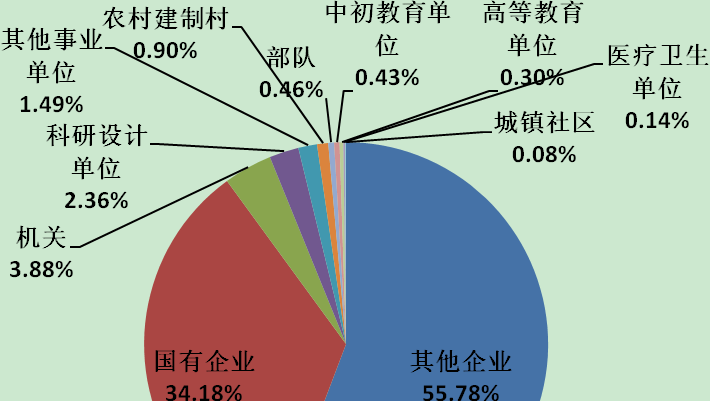 农村建制村
0.90%
中初教育单
位
0.43%
高等教育
单位
0.30%
其他事业
单位
1.49%
部队
0.46%
医疗卫生
单位
0.14%
科研设计
单位
2.36%
城镇社区
0.08%
机关
3.88%
国有企业
34.18%
其他企业
55.78%